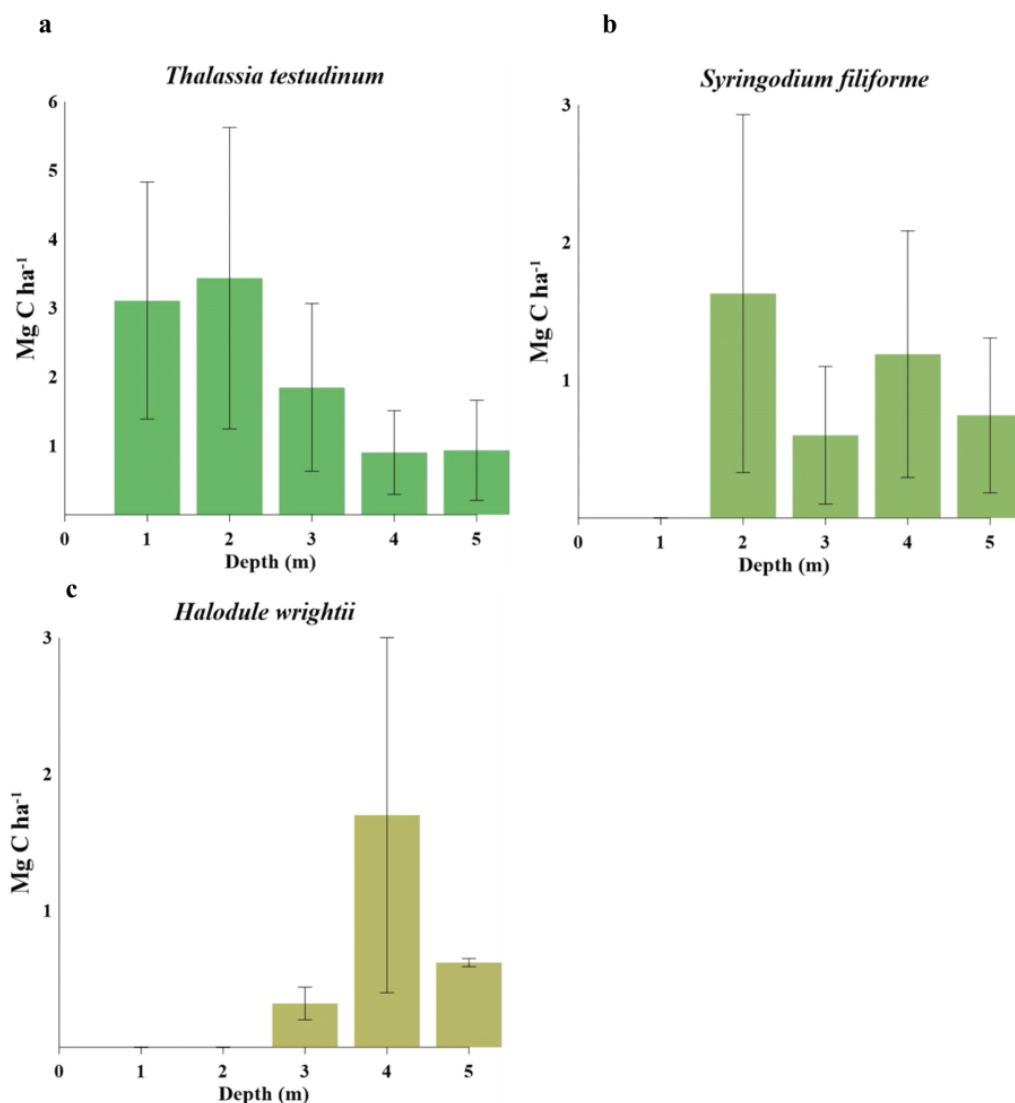 a
Thalassia testudinum
6
5
4
3
2
1
Mg C ha⁻¹
0 1 2 3 4 5
Depth (m)
b
Syringodium filiforme
3
2
1
Mg C ha⁻¹
0 1 2 3 4 5
Depth (m)
c
Halodule wrightii
3
2
1
Mg C ha⁻¹
0 1 2 3 4 5
Depth (m)